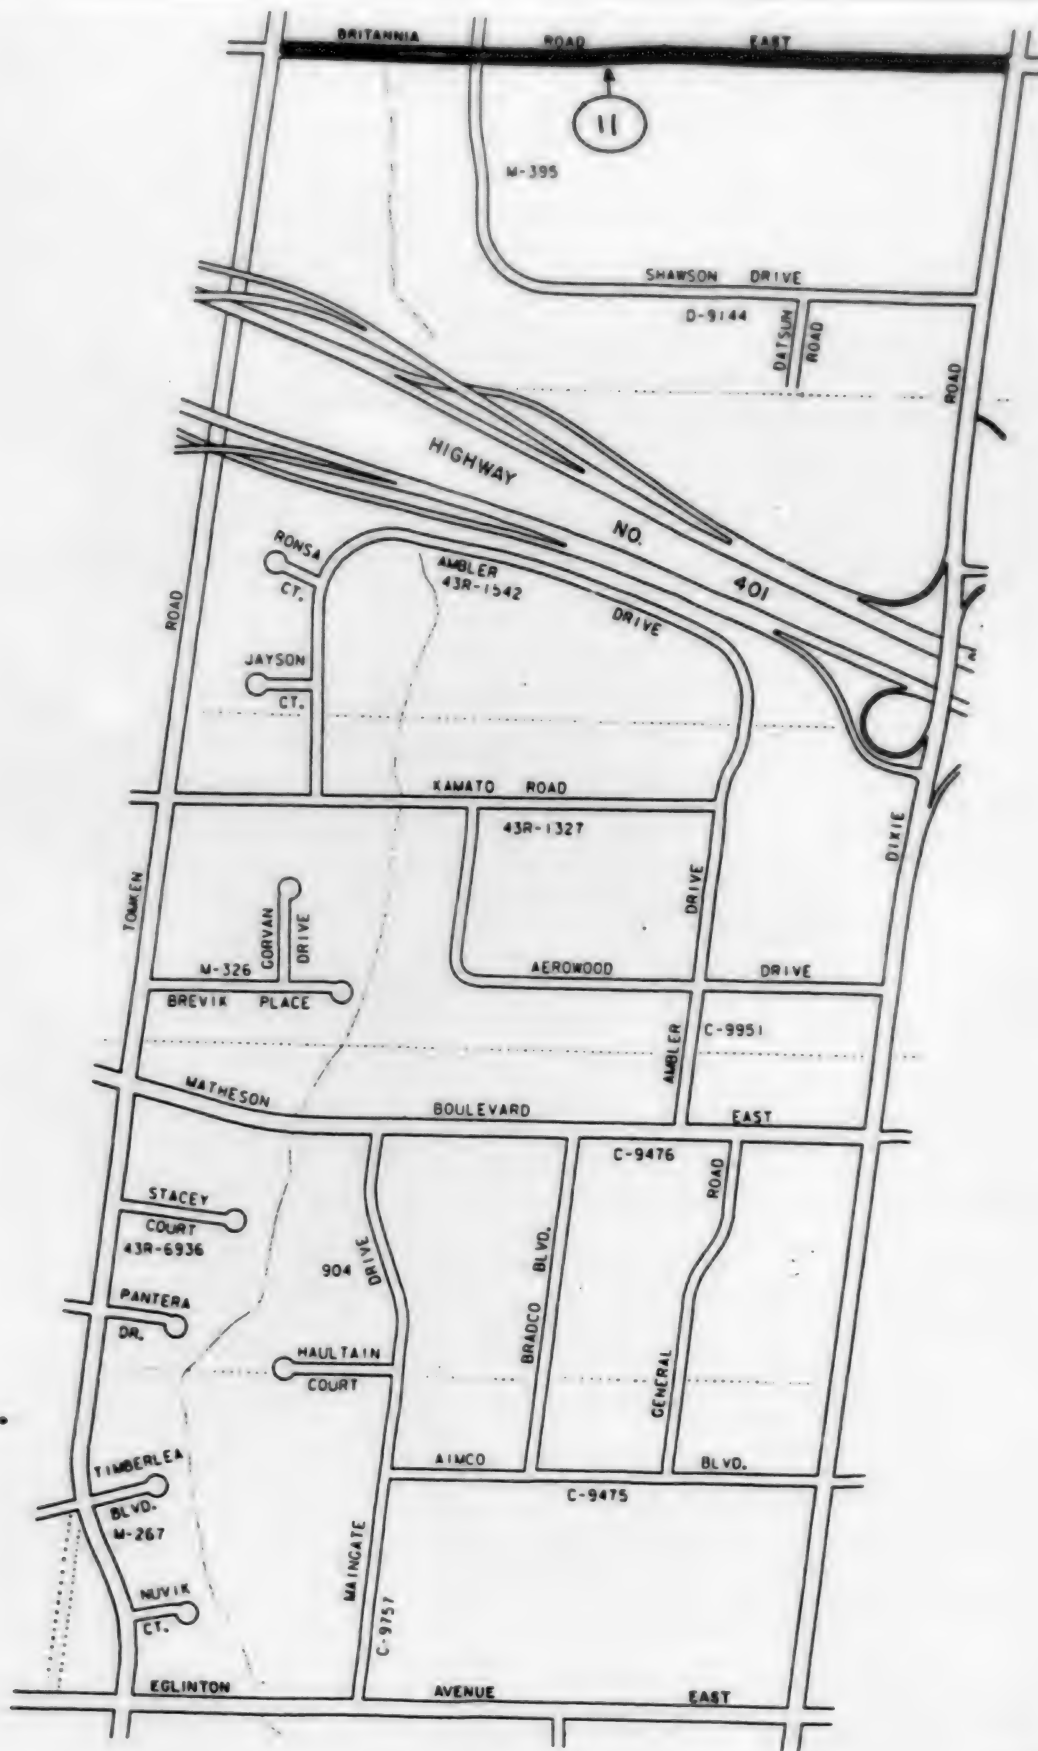 BRITANNIA ROAD EAST
11
M-395
SHAWSON DRIVE
D-9144
DATSUN
ROAD
ROAD
HIGHWAY
NO.
401
RONSA
CT.
AMBLER
43R-1542
DRIVE
ROAD
JAYSON
CT.
KAMATO ROAD
43R-1327
DIXIE
TOMKEN
DRIVE
GORVAN
DRIVE
M-326
BREVIK PLACE
AEROWOOD DRIVE
AMBLER
C-9951
MATHESON BOULEVARD EAST
C-9476
ROAD
STACEY
COURT
43R-6936
904
DRIVE
BLVD.
BRADCO
PANTERA
DR.
HAULTAIN
COURT
GENERAL
AIMCO BLVD.
C-9475
TIMBERLEA
BLVD.
M-267
MAINGATE
NUVIK
CT.
C-9757
EGLINTON AVENUE EAST